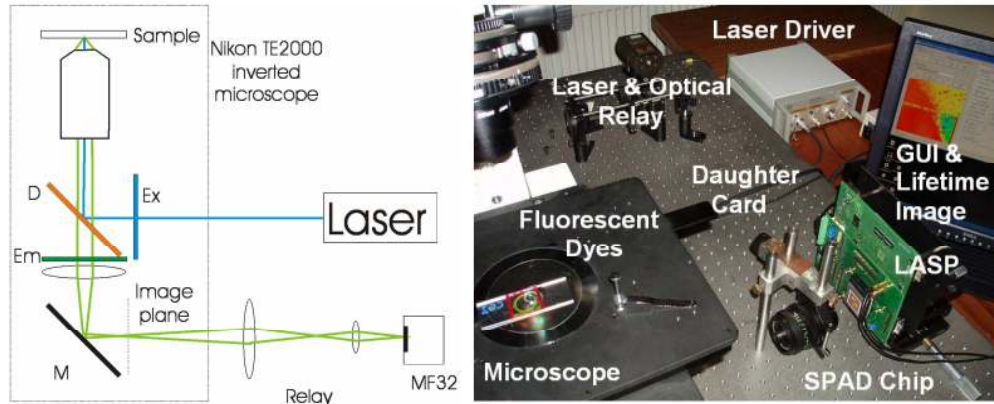 Sample
Nikon TE2000
inverted
microscope
D
Ex
Laser
Em
Image
plane
M
Relay
MF32
Laser Driver
Laser & Optical
Relay
GUI &
Lifetime
Image
Daughter
Card
Fluorescent
Dyes
LASP
Microscope
SPAD Chip